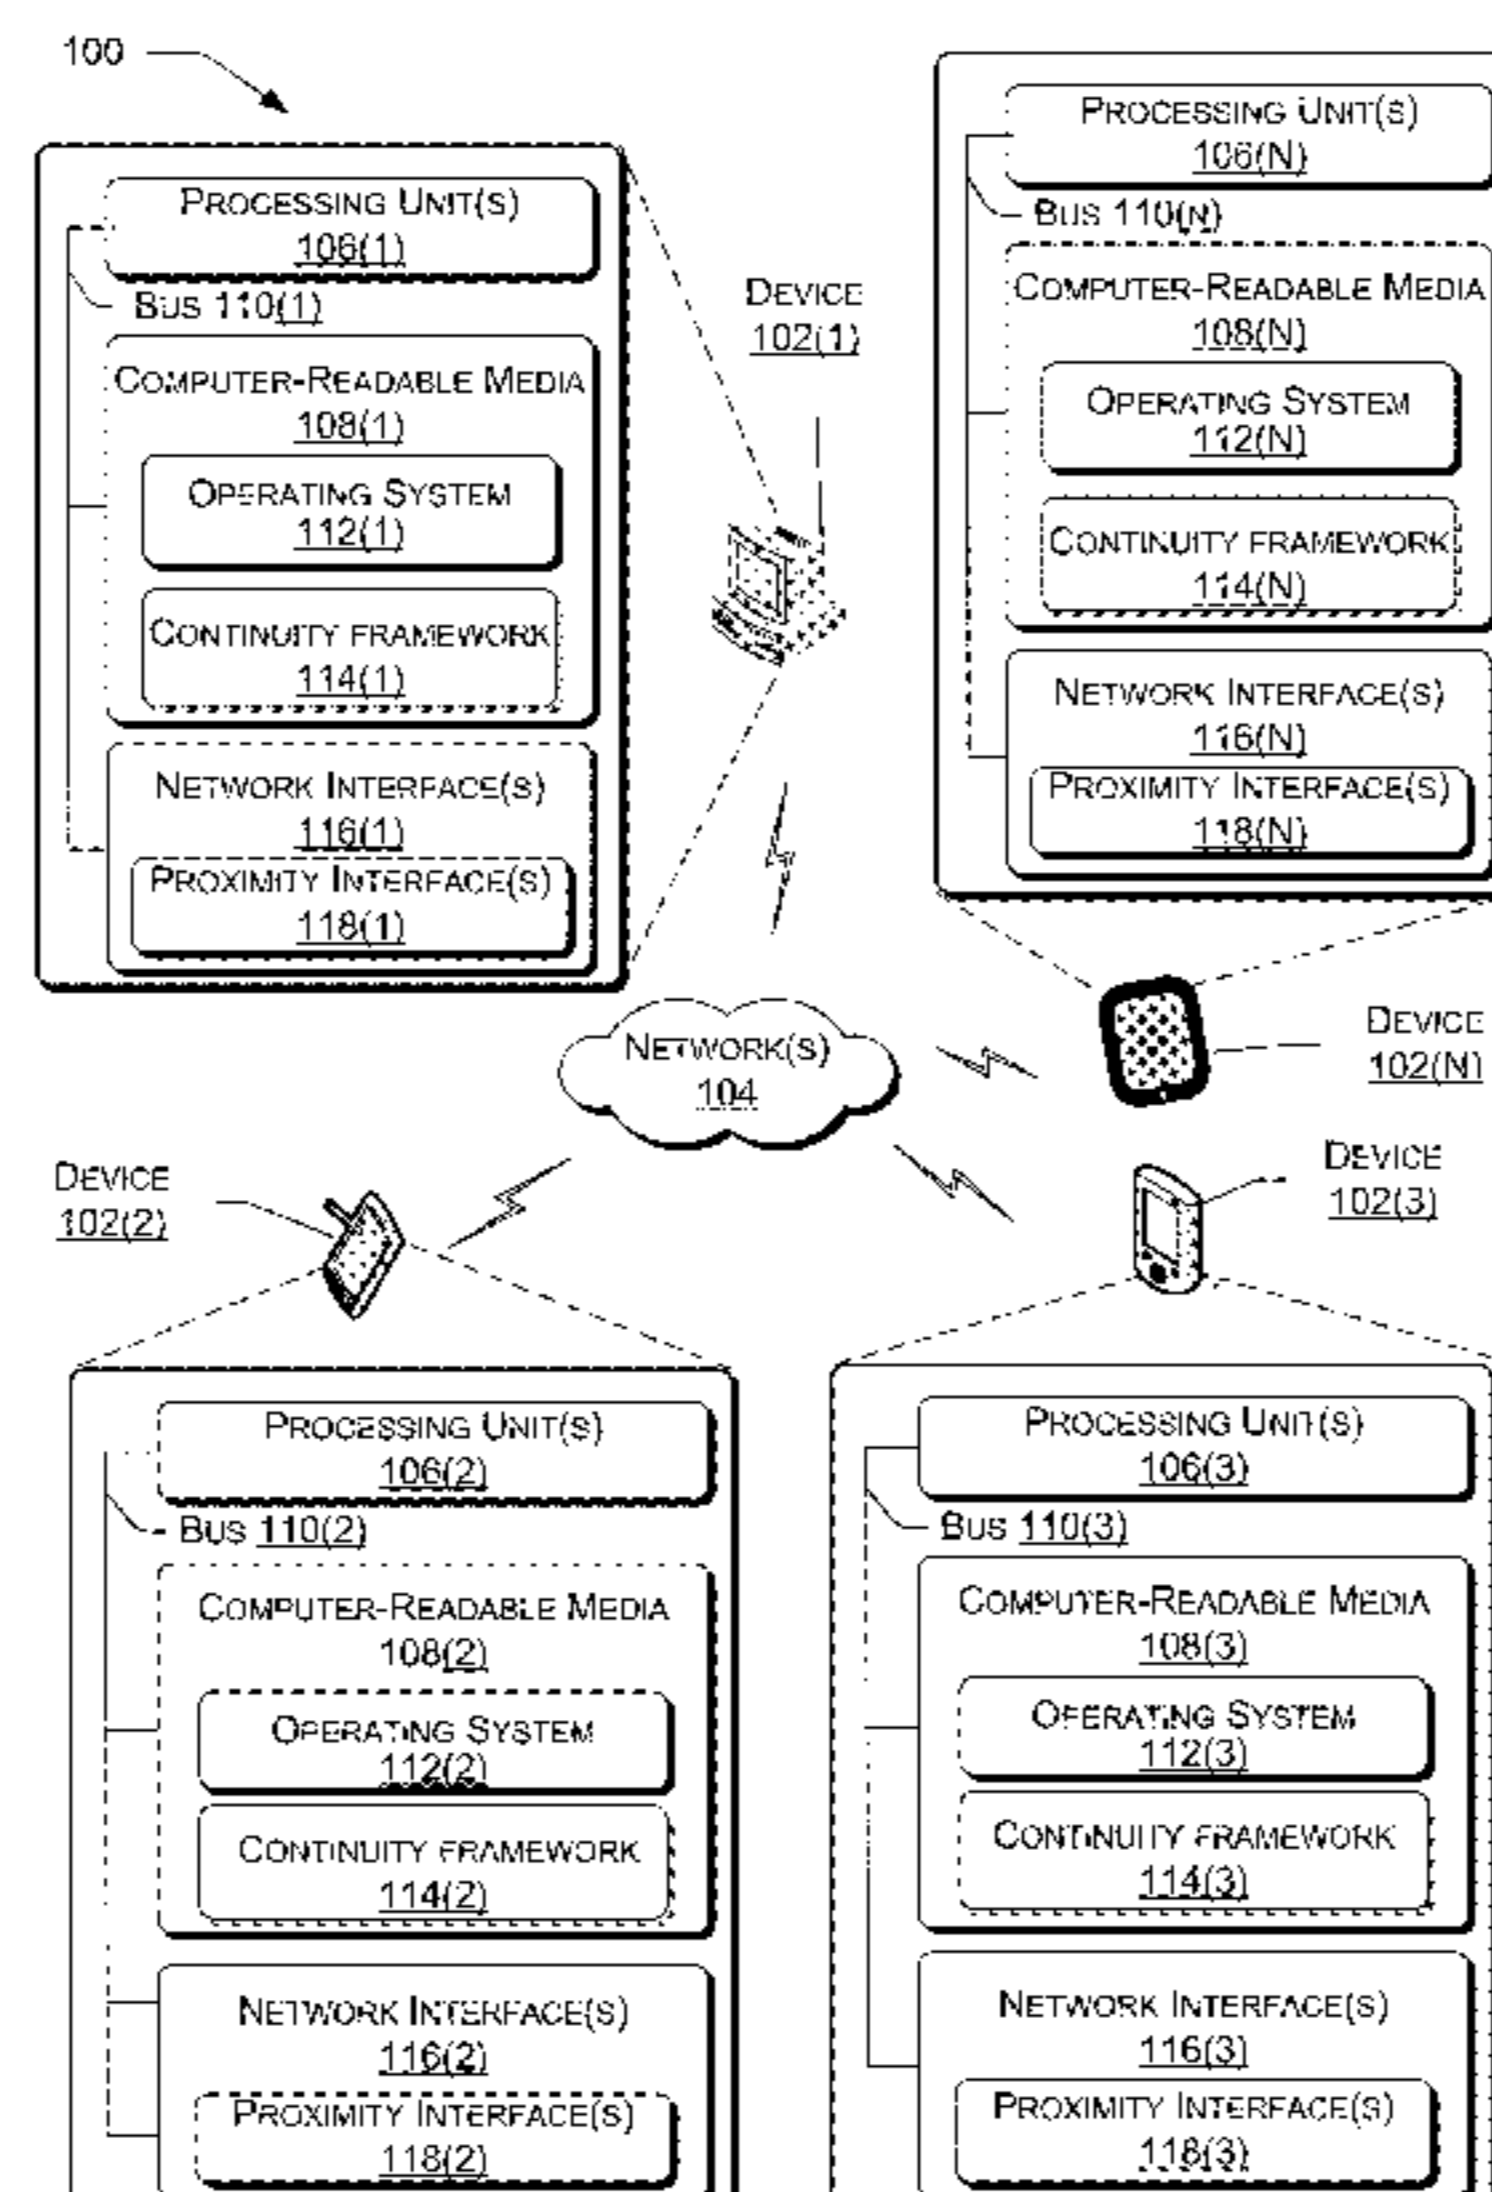 100
PROCESSING UNIT(S)
106(1)
BUS 110(1)
COMPUTER-READABLE MEDIA
108(1)
OPERATING SYSTEM
112(1)
CONTINUITY FRAMEWORK
114(1)
NETWORK INTERFACE(S)
116(1)
PROXIMITY INTERFACE(S)
118(1)
DEVICE
102(1)
PROCESSING UNIT(S)
106(N)
BUS 110(N)
COMPUTER-READABLE MEDIA
108(N)
OPERATING SYSTEM
112(N)
CONTINUITY FRAMEWORK
114(N)
NETWORK INTERFACE(S)
116(N)
PROXIMITY INTERFACE(S)
118(N)
NETWORK(S)
104
DEVICE
102(N)
DEVICE
102(2)
DEVICE
102(3)
PROCESSING UNIT(S)
106(2)
BUS 110(2)
COMPUTER-READABLE MEDIA
108(2)
OPERATING SYSTEM
112(2)
CONTINUITY FRAMEWORK
114(2)
NETWORK INTERFACE(S)
116(2)
PROXIMITY INTERFACE(S)
118(2)
PROCESSING UNIT(S)
106(3)
BUS 110(3)
COMPUTER-READABLE MEDIA
108(3)
OPERATING SYSTEM
112(3)
CONTINUITY FRAMEWORK
114(3)
NETWORK INTERFACE(S)
116(3)
PROXIMITY INTERFACE(S)
118(3)